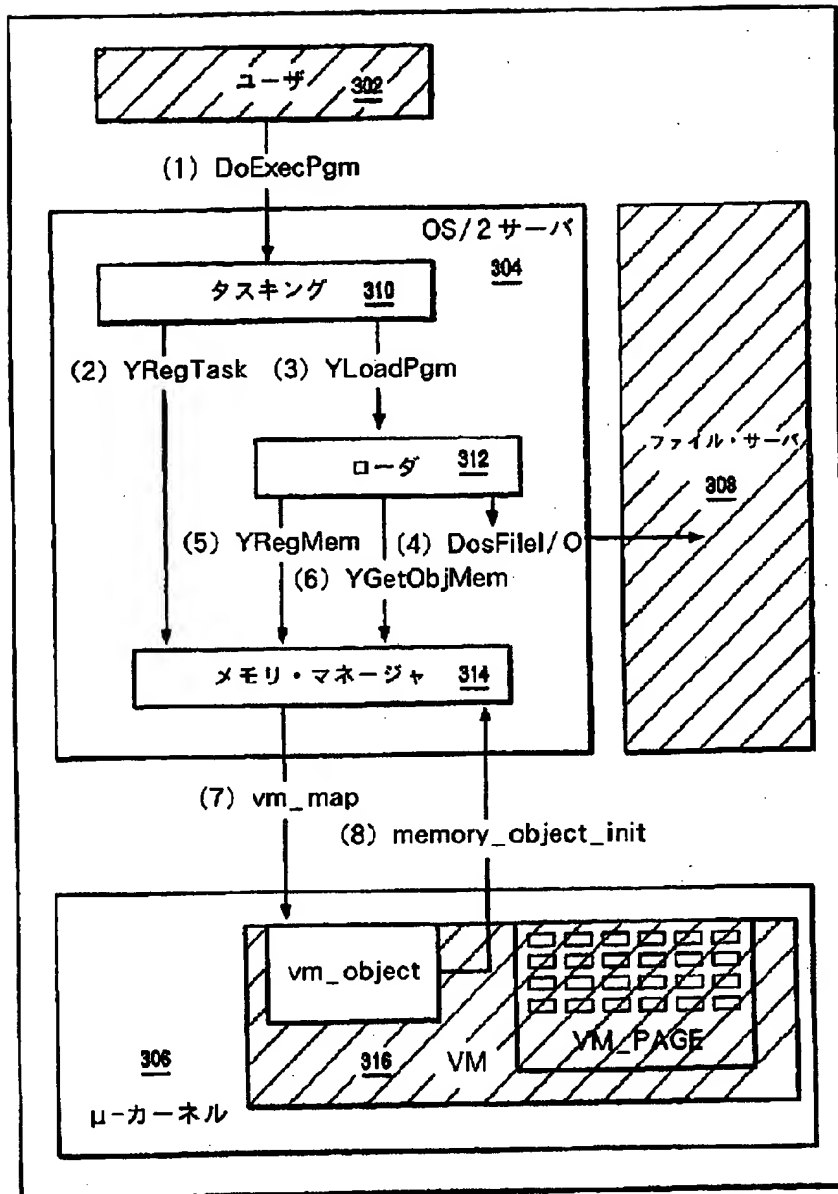 ユーザ 302
(1) DoExecPgm
OS/2 サーバ
304
タスキング 310
(2) YRegTask (3) YLoadPgm
ローダ 312
ファイル・サーバ
308
(5) YRegMem (4) DosFileI/O
(6) YGetObjMem
メモリ・マネージャ 314
(7) vm_map
(8) memory_object_init
vm_object
VM_PAGE
306
316 VM
μ-カーネル